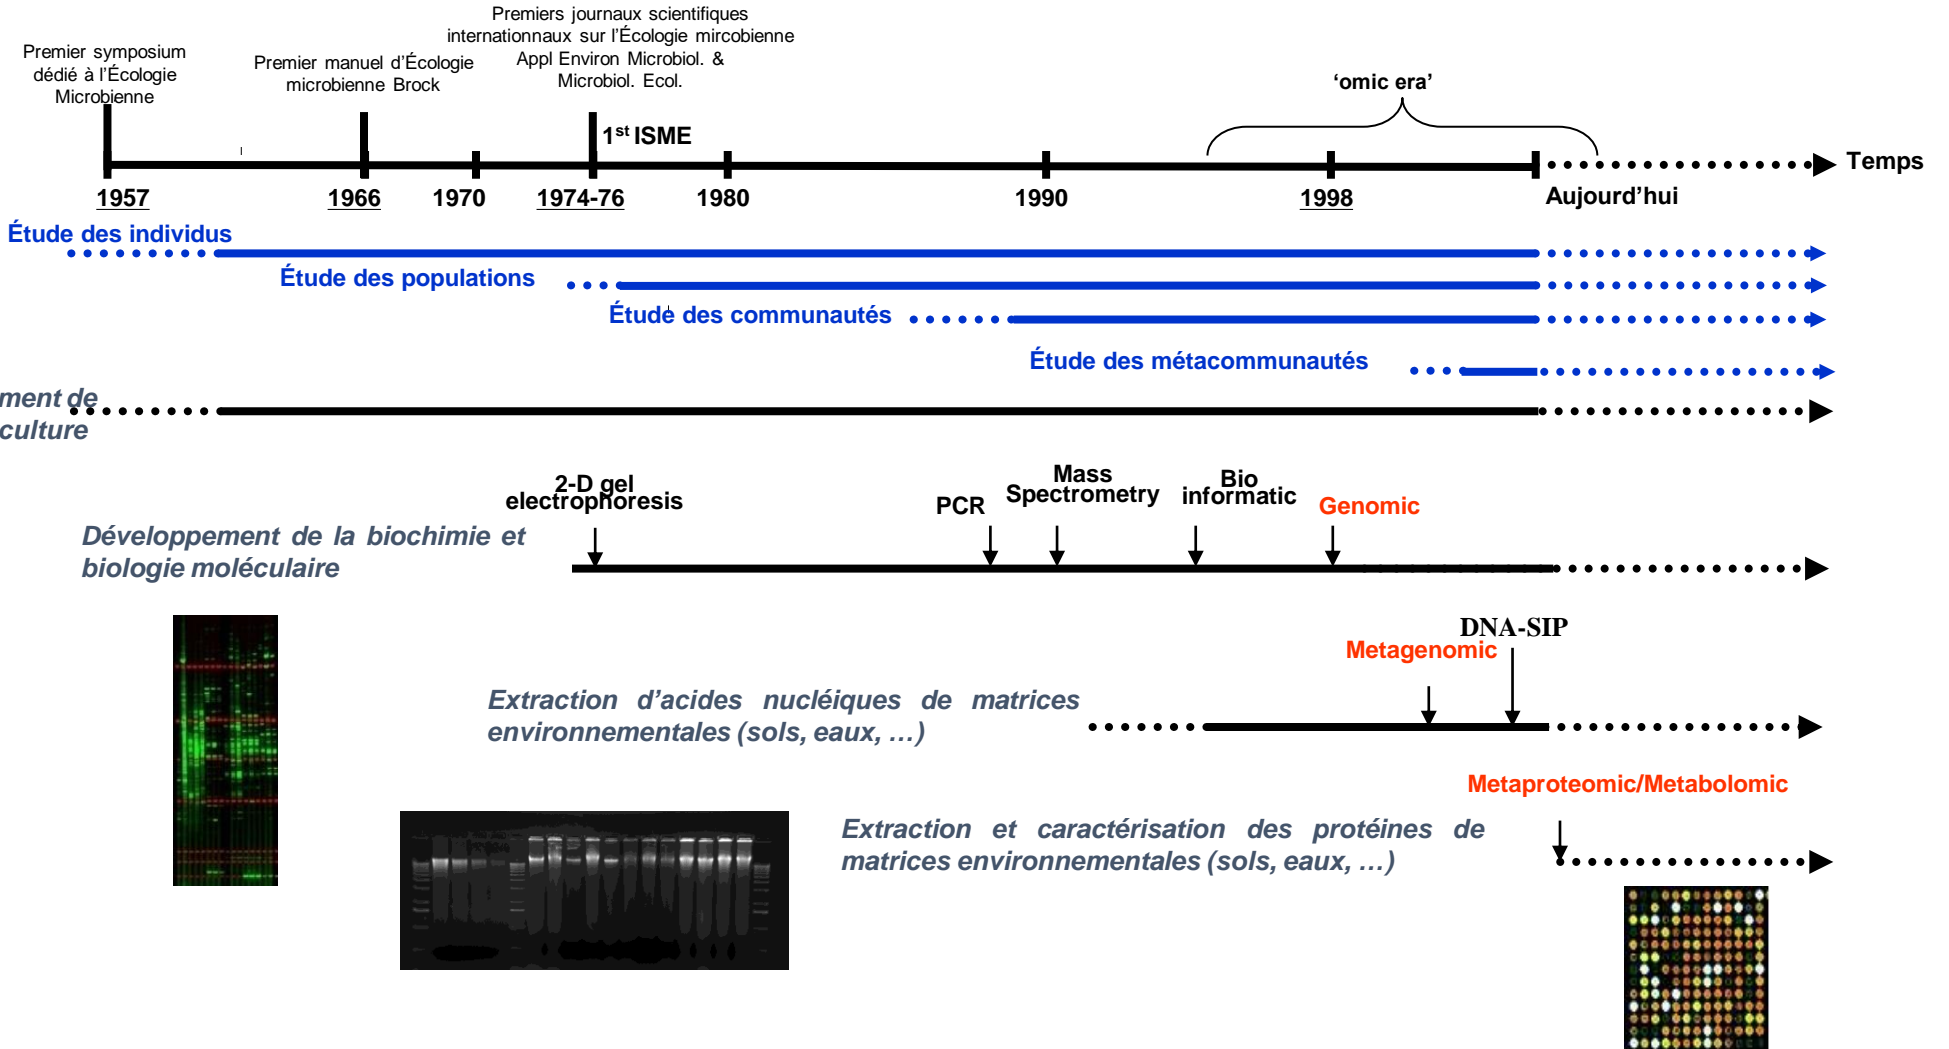 Premiers journaux scientifiques
internationnaux sur l'Écologie mircobienne
Appl Environ Microbiol. &
Microbiol. Ecol.
Premier symposium
dédié à l'Écologie
Microbienne
Premier manuel d'Écologie
microbienne Brock
'omic era'
1st ISME
Temps
1957
1966
1970
1974-76
1980
1990
1998
Aujourd'hui
Étude des individus
Étude des populations
Étude des communautés
Étude des métacommunautés
ment de
culture
2-D gel
electrophoresis
PCR
Mass
Spectrometry
Bio
informatic
Genomic
Développement de la biochimie et
biologie moléculaire
DNA-SIP
Metagenomic
Extraction d'acides nucléiques de matrices
environnementales (sols, eaux, …)
Metaproteomic/Metabolomic
Extraction et caractérisation des protéines de
matrices environnementales (sols, eaux, …)